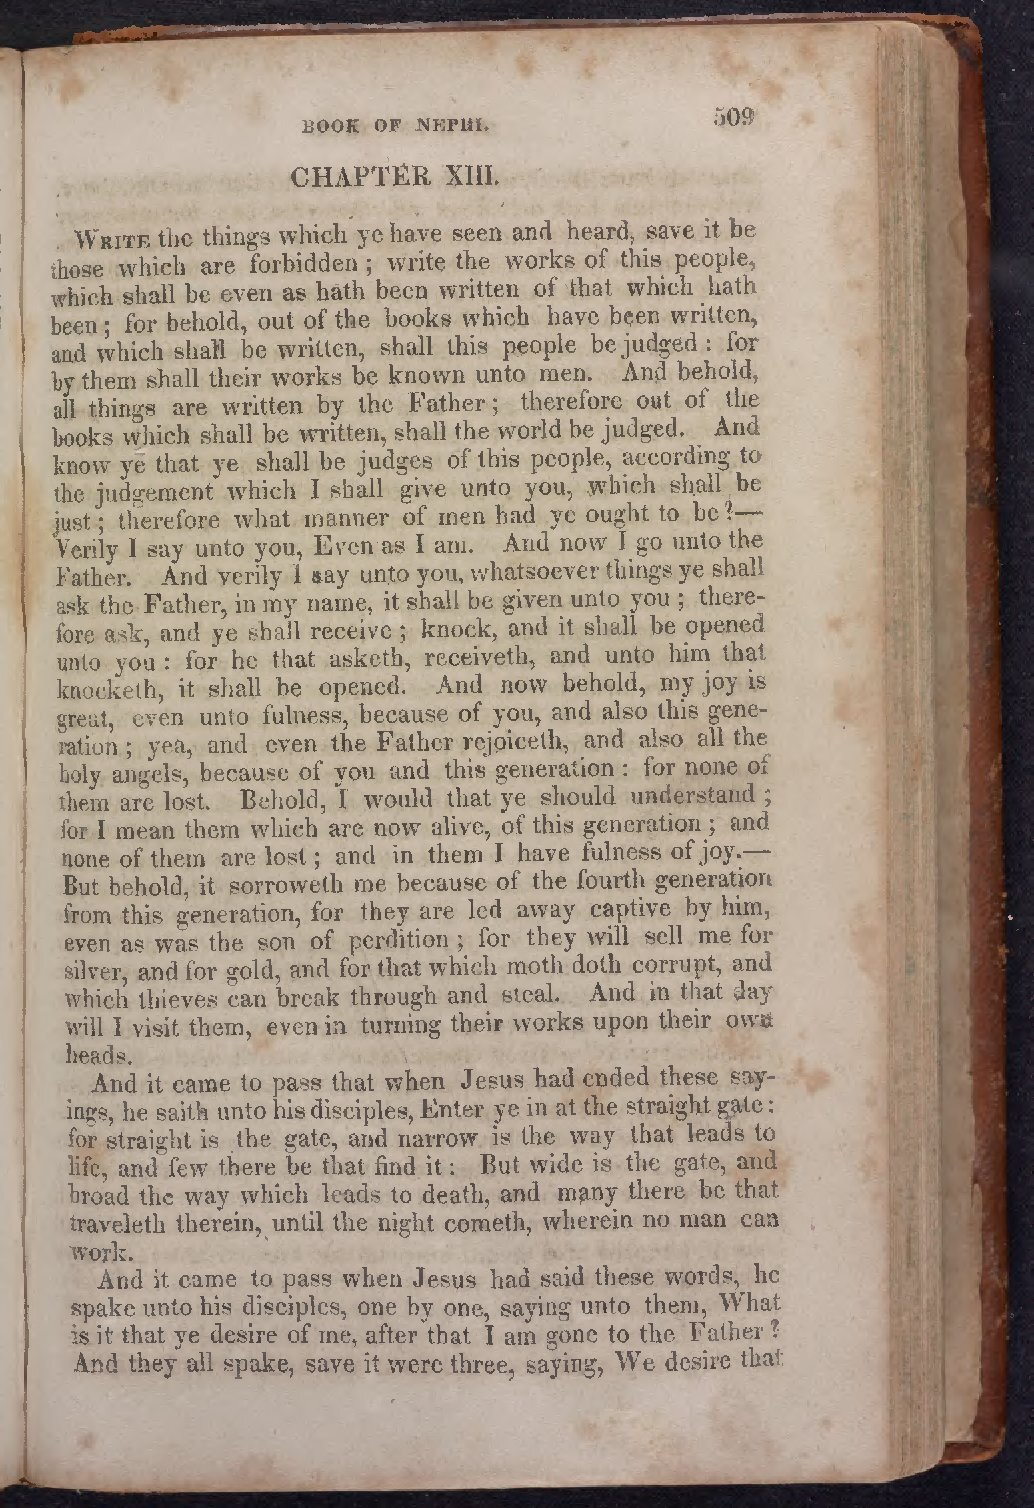 BOOK OF NEPHI. 509
CHAPTER XIII.
WRITE the things which ye have seen and heard, save it be
those which are forbidden; write the works of this people,
which shall be even as hath been written of that which hath
been; for behold, out of the books which have been written,
and which shall be written, shall this people be judged: for
by them shall their works be known unto men. And behold,
all things are written by the Father; therefore out of the
books which shall be written, shall the world be judged. And
know ye that ye shall be judges of this people, according to
the judgement which I shall give unto you, which shall be
just; therefore what manner of men had ye ought to be?—
Verily I say unto you, Even as I am. And now I go unto the
Father. And verily I say unto you, whatsoever things ye shall
ask the Father, in my name, it shall be given unto you; there-
fore ask, and ye shall receive; knock, and it shall be opened
unto you: for he that asketh, receiveth, and unto him that
knocketh, it shall be opened. And now behold, my joy is
great, even unto fulness, because of you, and also this gene-
ration; yea, and even the Father rejoiceth, and also all the
holy angels, because of you and this generation: for none of
them are lost. Behold, I would that ye should understand;
for I mean them which are now alive, of this generation; and
none of them are lost; and in them I have fulness of joy.—
But behold, it sorroweth me because of the fourth generation
from this generation, for they are led away captive by him,
even as was the son of perdition; for they will sell me for
silver, and for gold, and for that which moth doth corrupt, and
which thieves can break through and steal. And in that day
will I visit them, even in turning their works upon their own
heads.
And it came to pass that when Jesus had ended these say-
ings, he saith unto his disciples, Enter ye in at the straight gate:
for straight is the gate, and narrow is the way that leads to
life, and few there be that find it: But wide is the gate, and
broad the way which leads to death, and many there be that
traveleth therein, until the night cometh, wherein no man can
work.
And it came to pass when Jesus had said these words, he
spake unto his disciples, one by one, saying unto them, What
is it that ye desire of me, after that I am gone to the Father?
And they all spake, save it were three, saying, We desire that